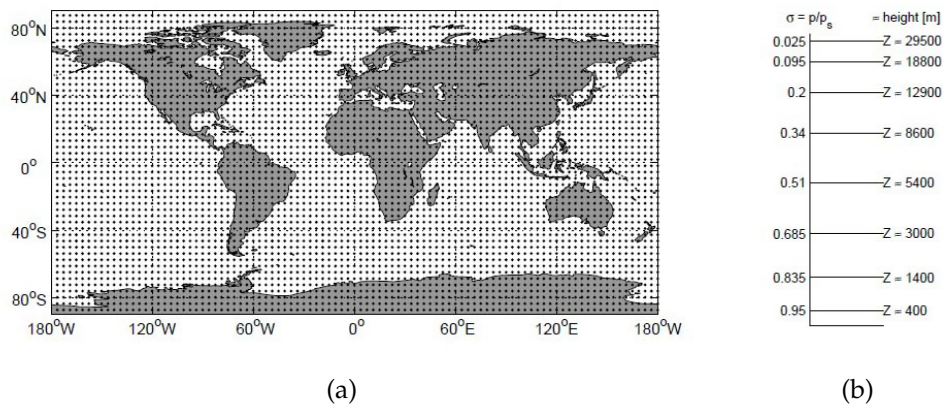 80°N
40°N
0°
40°S
80°S
180°W 120°W 60°W 0° 60°E 120°E 180°W
(a)
σ = p/pₛ ≈ height [m]
0.025 Z = 29500
0.095 Z = 18800
0.2 Z = 12900
0.34 Z = 8600
0.51 Z = 5400
0.685 Z = 3000
0.835 Z = 1400
0.95 Z = 400
(b)